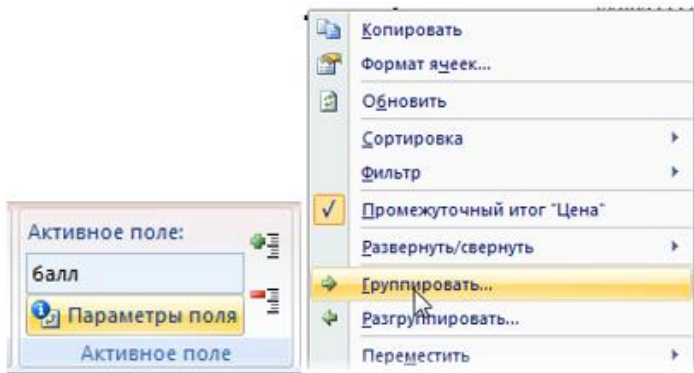 Активное поле:
балл
Параметры поля
Активное поле
Копировать
Формат ячеек...
Обновить
Сортировка
Фильтр
Промежуточный итог "Цена"
Развернуть/свернуть
Группировать...
Разгруппировать...
Переместить